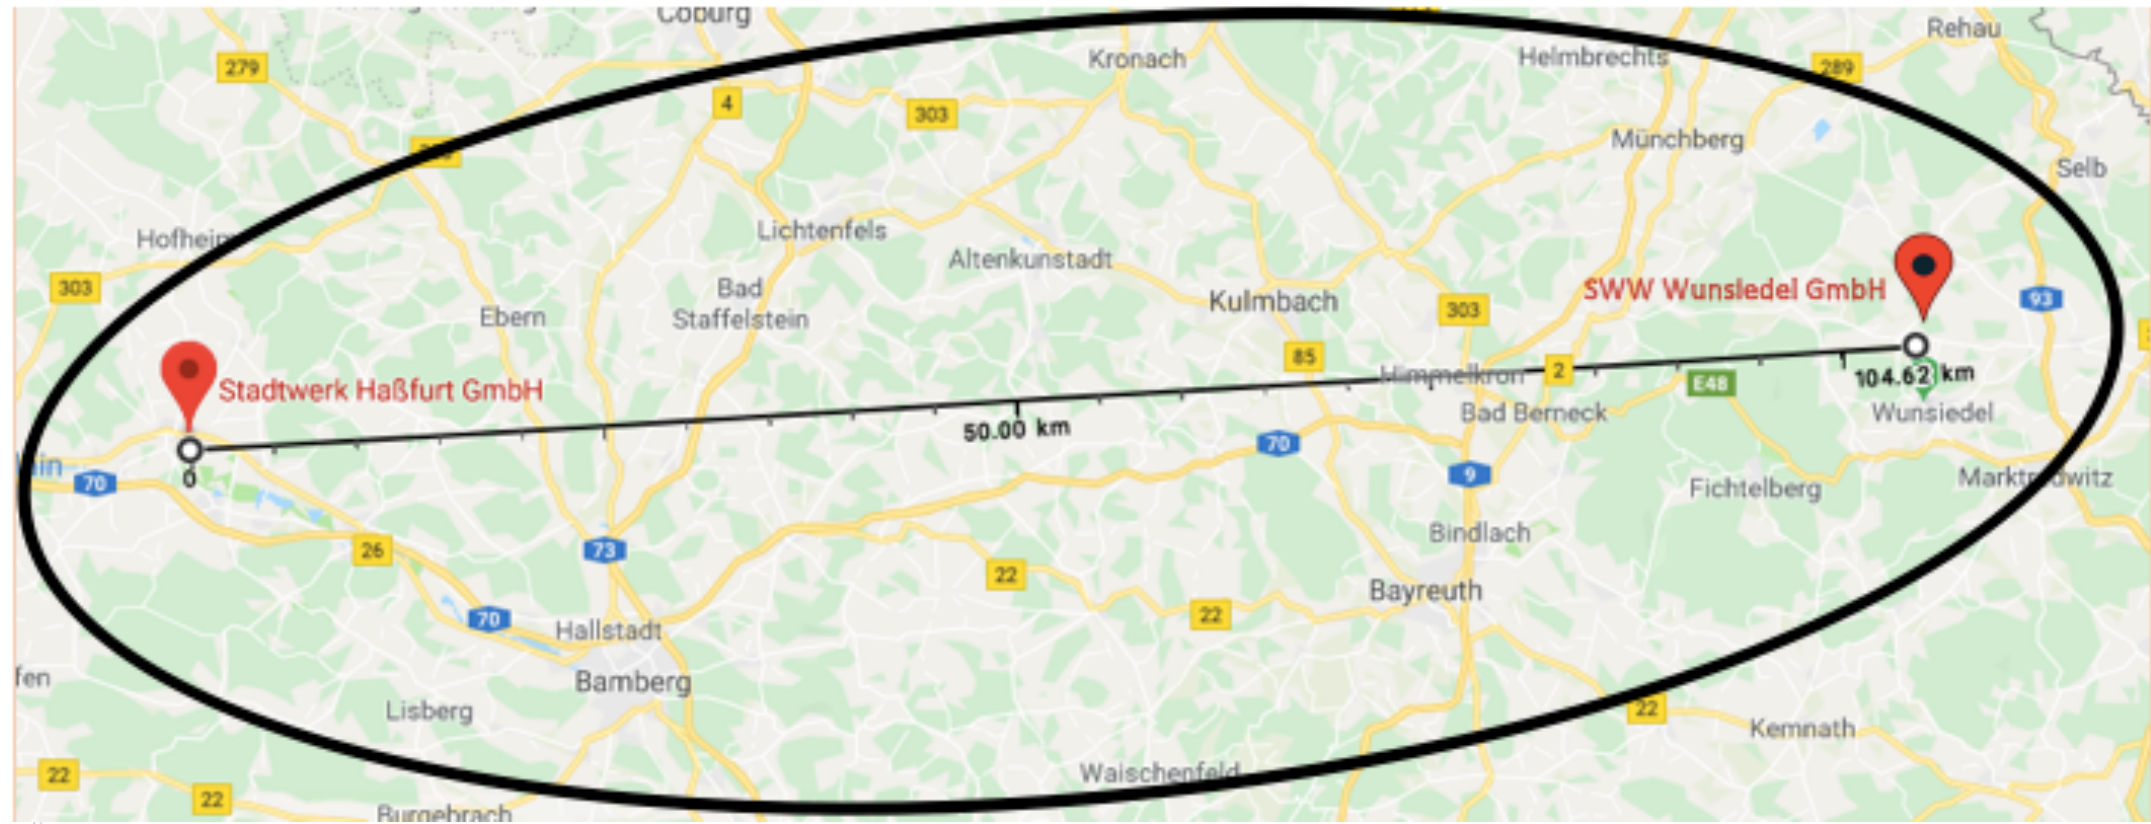 Coburg
Rehau
Kronach
Helmbrechts
279
289
4
303
Münchberg
Selb
Lichtenfels
Hofheim
Altenkunstadt
303
Bad
Staffelstein
Kulmbach
SWW Wunsiedel GmbH
93
Ebern
303
85
Himmelkron
2
E48
104.62 km
Stadtwerk Haßfurt GmbH
Bad Berneck
Wunsiedel
50.00 km
70
0
70
9
Fichtelberg
Marktredwitz
26
73
Bindlach
22
Bayreuth
70
22
Hallstadt
Bamberg
fen
Lisberg
22
Kemnath
22
Waischenfeld
22
Burgebrach